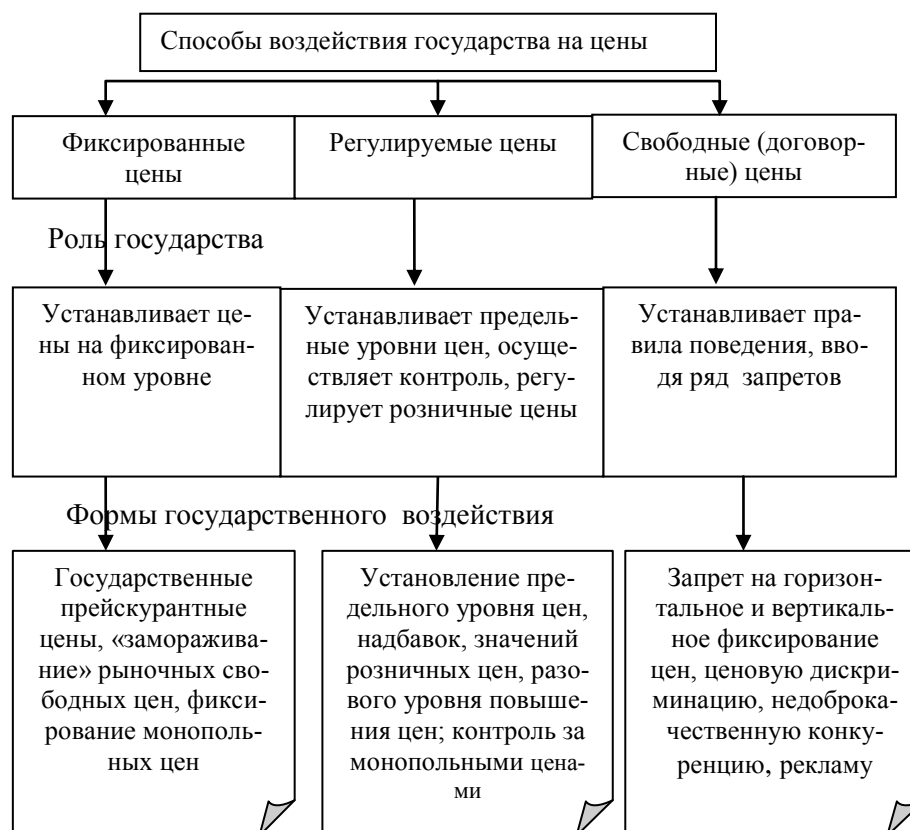 Способы воздействия государства на цены
Фиксированные
цены
Регулируемые цены
Свободные (договор-
ные) цены
Роль государства
Устанавливает це-
ны на фиксирован-
ном уровне
Устанавливает предель-
ные уровни цен, осуще-
ствляет контроль, регу-
лирует розничные цены
Устанавливает пра-
вила поведения, вво-
дя ряд запретов
Формы государственного воздействия
Государственные
прейскурантные
цены, «заморажива-
ние» рыночных сво-
бодных цен, фикси-
рование монополь-
ных цен
Установление пре-
дельного уровня цен,
надбавок, значений
розничных цен, разо-
вого уровня повыше-
ния цен; контроль за
монопольными цена-
ми
Запрет на горизон-
тальное и вертикаль-
ное фиксирование
цен, ценовую дискри-
минацию, недоброка-
чественную конку-
ренцию, рекламу